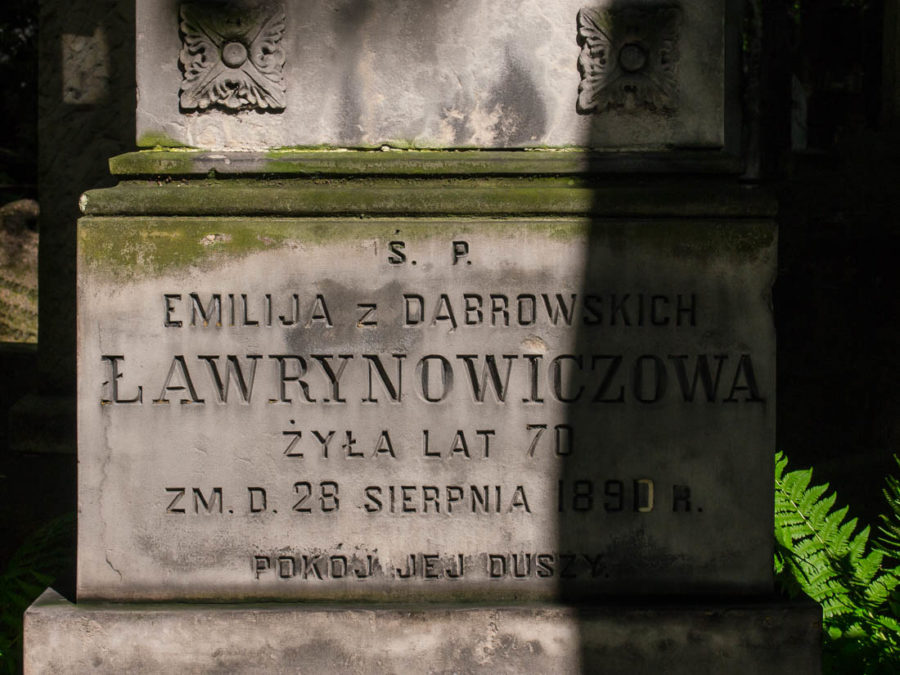 Ś. P.
EMILIJA z DĄBROWSKICH
ŁAWRYNOWICZOWA
ŻYŁA LAT 70
ZM. D. 28 SIERPNIA 1890 R.
POKÓJ JEJ DUSZY.